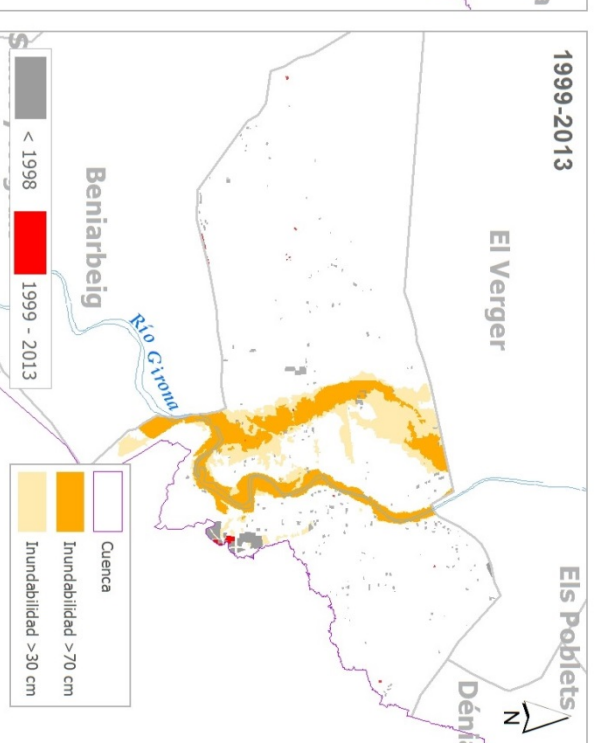 1999-2013
El Verger
Els Poblets
Beniarbeig
Río Girona
N
< 1998
1999 - 2013
Cuenca
Inundabilidad >70 cm
Inundabilidad >30 cm